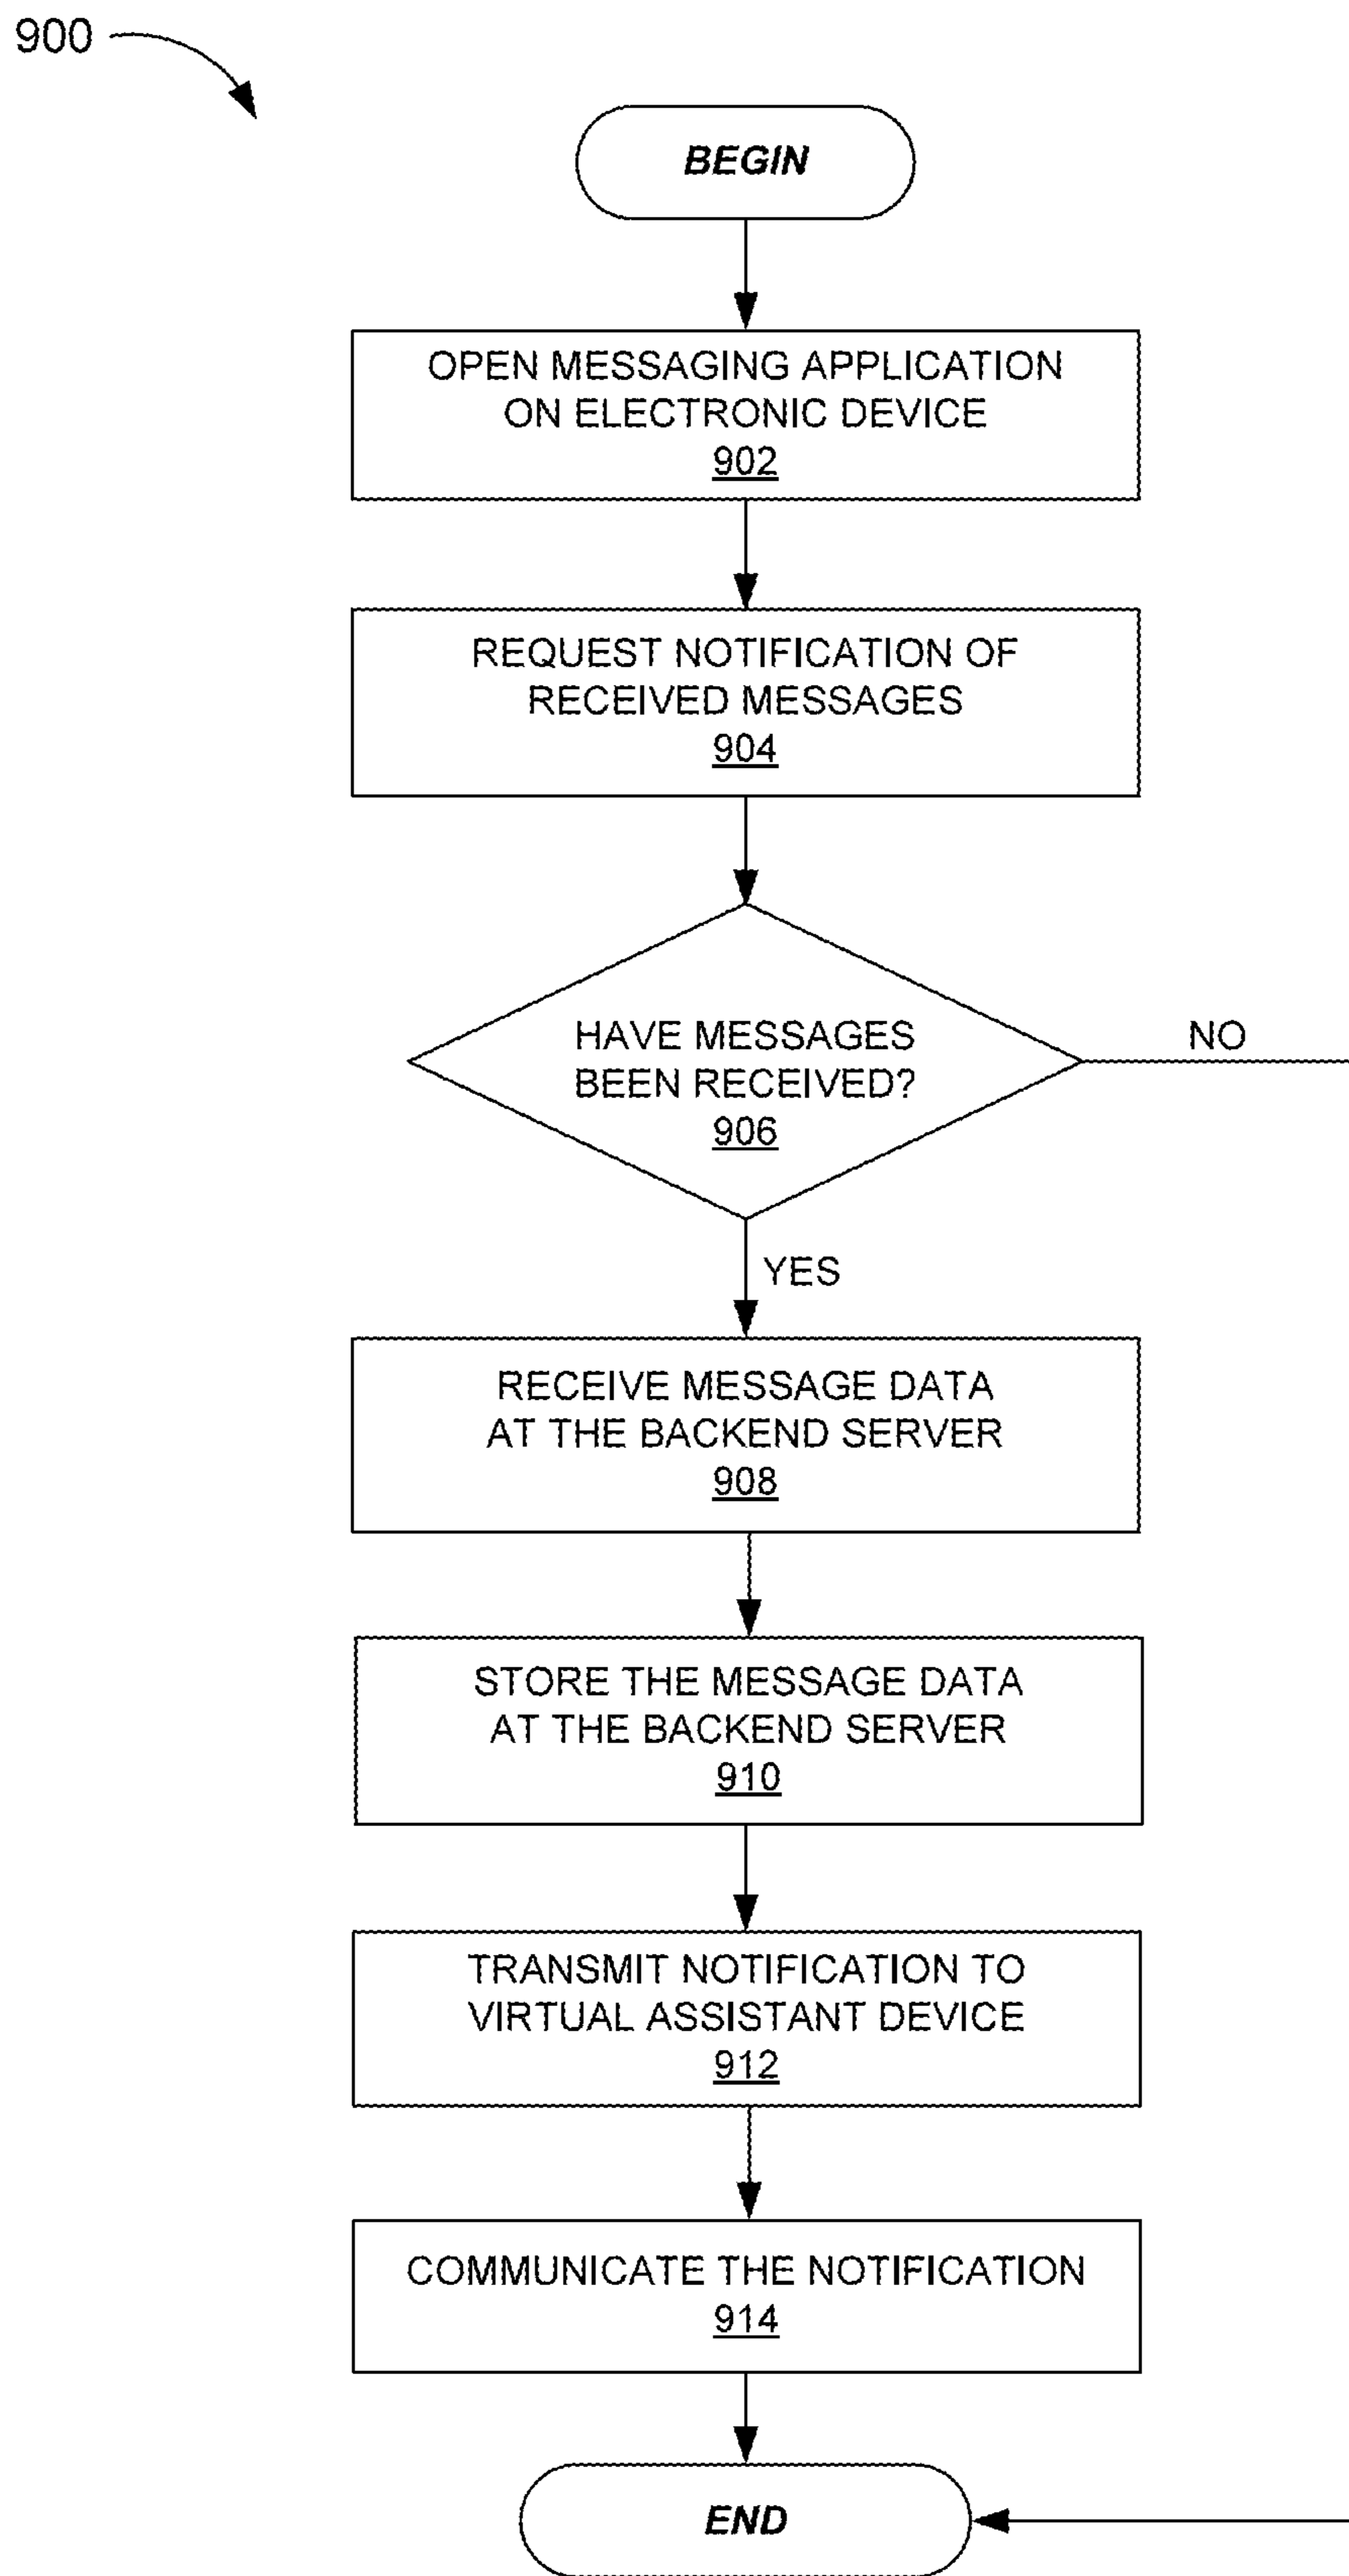 900
BEGIN
OPEN MESSAGING APPLICATION
ON ELECTRONIC DEVICE
902
REQUEST NOTIFICATION OF
RECEIVED MESSAGES
904
HAVE MESSAGES
BEEN RECEIVED?
906
NO
YES
RECEIVE MESSAGE DATA
AT THE BACKEND SERVER
908
STORE THE MESSAGE DATA
AT THE BACKEND SERVER
910
TRANSMIT NOTIFICATION TO
VIRTUAL ASSISTANT DEVICE
912
COMMUNICATE THE NOTIFICATION
914
END